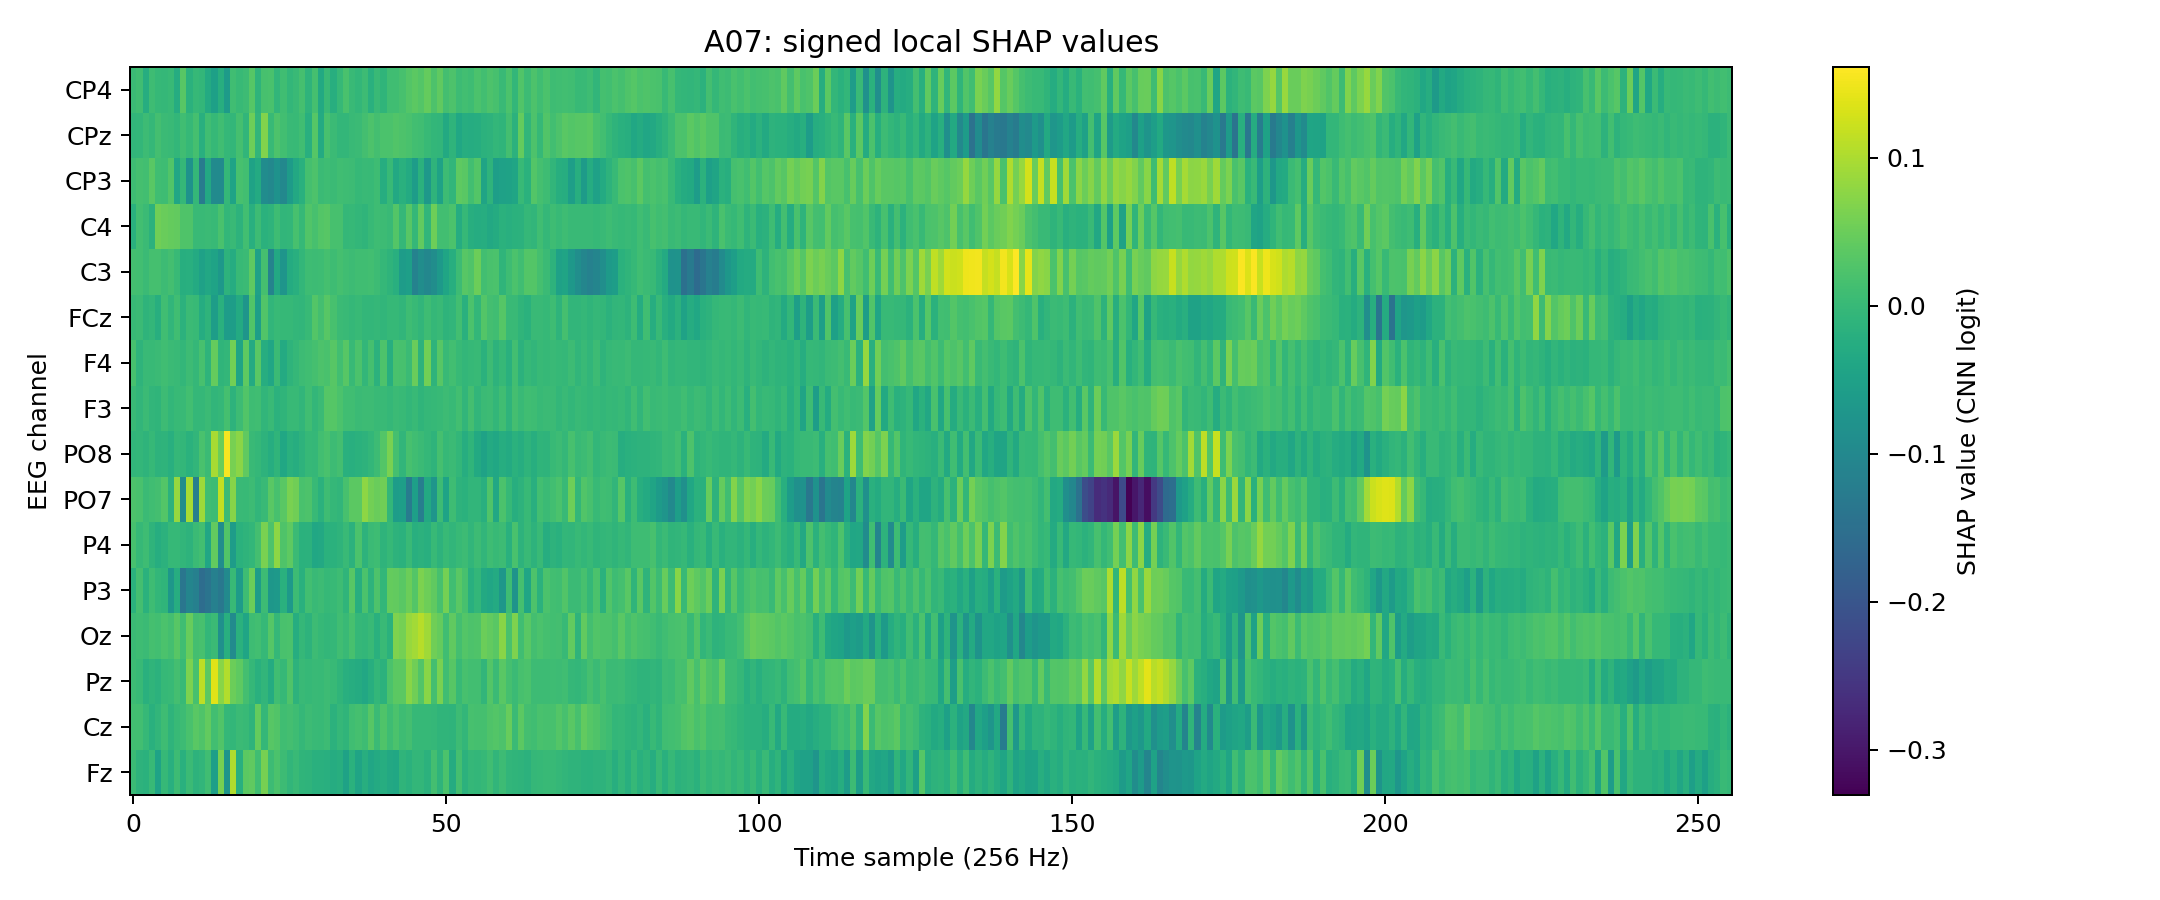 A07: signed local SHAP values
EEG channel
CP4
CPz
CP3
C4
C3
FCz
F4
F3
PO8
PO7
P4
P3
Oz
Pz
Cz
Fz
0 50 100 150 200 250
Time sample (256 Hz)
0.1
0.0
−0.1
−0.2
−0.3
SHAP value (CNN logit)